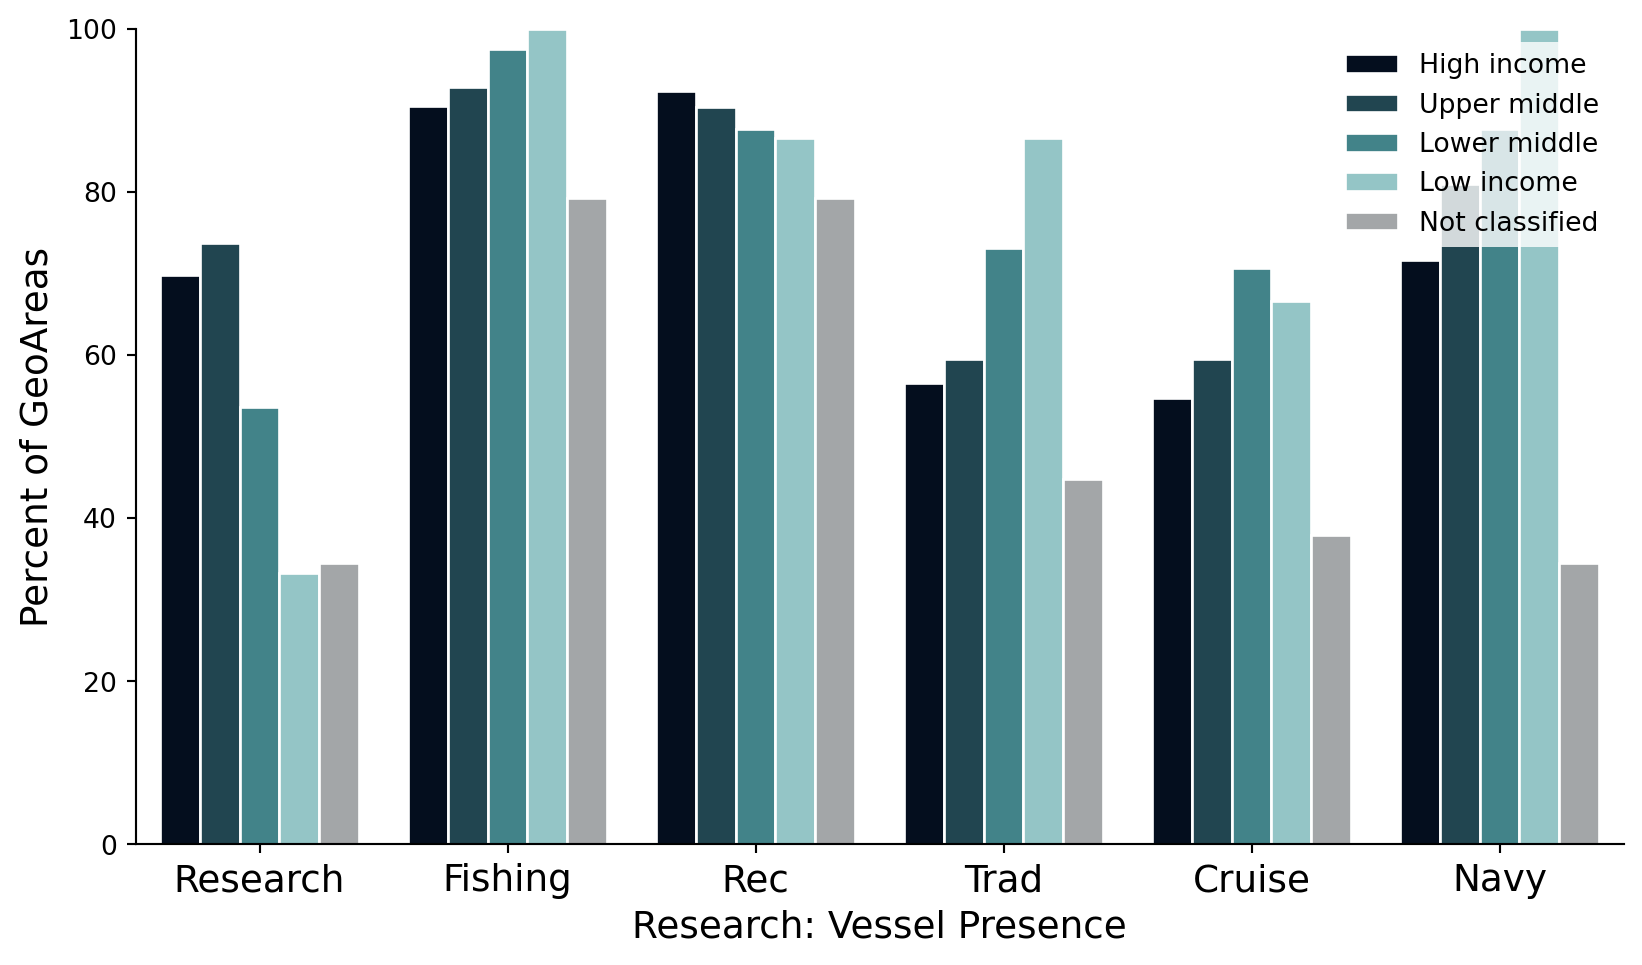 100
80
60
40
20
0
Percent of GeoAreas
High income
Upper middle
Lower middle
Low income
Not classified
Research
Fishing
Rec
Trad
Cruise
Navy
Research: Vessel Presence